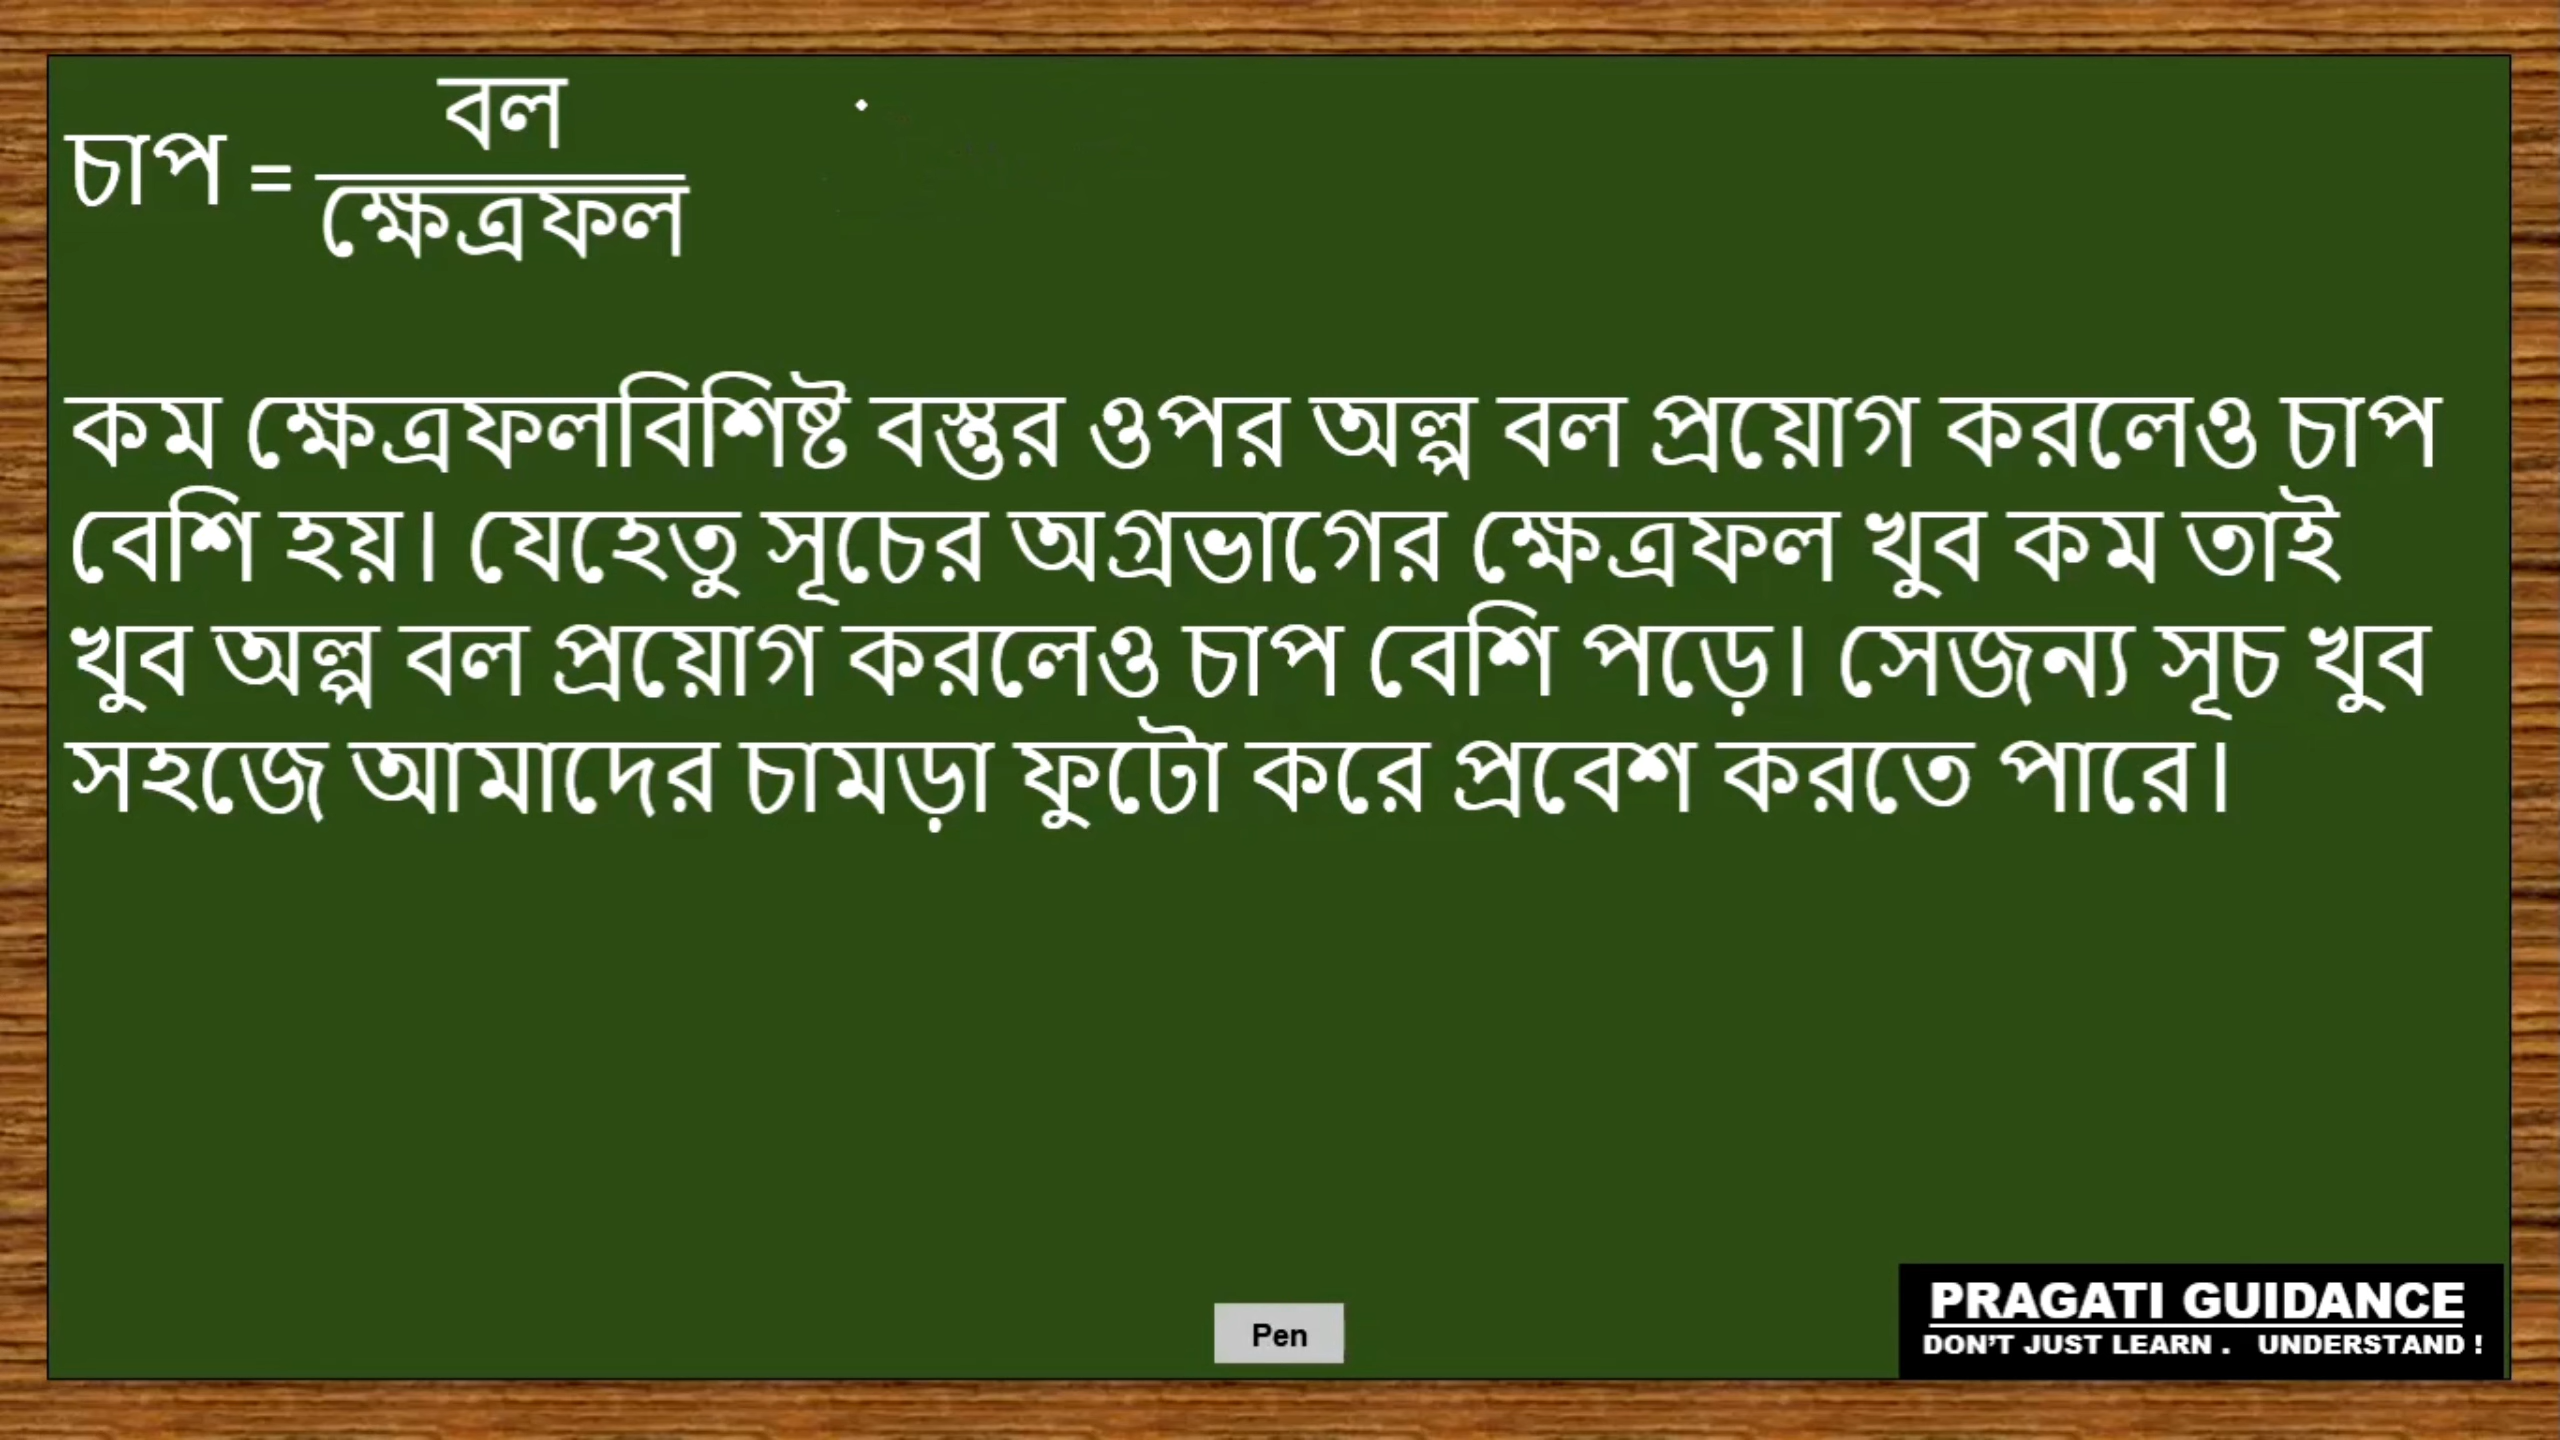 বল
চাপ =
ক্ষেত্রফল
কম ক্ষেত্রফলবিশিষ্ট বস্তুর ওপর অল্প বল প্রয়োগ করলেও চাপ
বেশি হয়। যেহেতু সূচের অগ্রভাগের ক্ষেত্রফল খুব কম তাই
খুব অল্প বল প্রয়োগ করলেও চাপ বেশি পড়ে। সেজন্য সূচ খুব
সহজে আমাদের চামড়া ফুটো করে প্রবেশ করতে পারে।
Pen
PRAGATI GUIDANCE
DON'T JUST LEARN . UNDERSTAND !